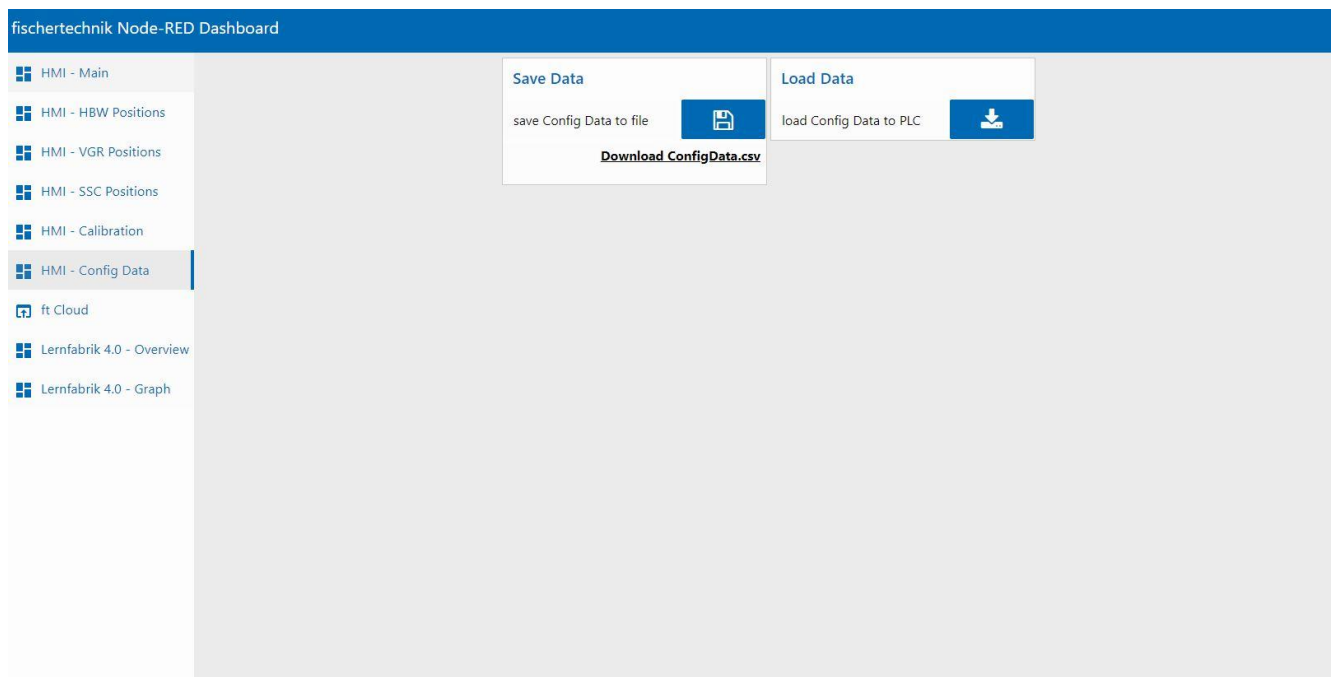 fischertechnik Node-RED Dashboard
HMI - Main
HMI - HBW Positions
HMI - VGR Positions
HMI - SSC Positions
HMI - Calibration
HMI - Config Data
ft Cloud
Lernfabrik 4.0 - Overview
Lernfabrik 4.0 - Graph
Save Data
save Config Data to file
Download ConfigData.csv
Load Data
load Config Data to PLC